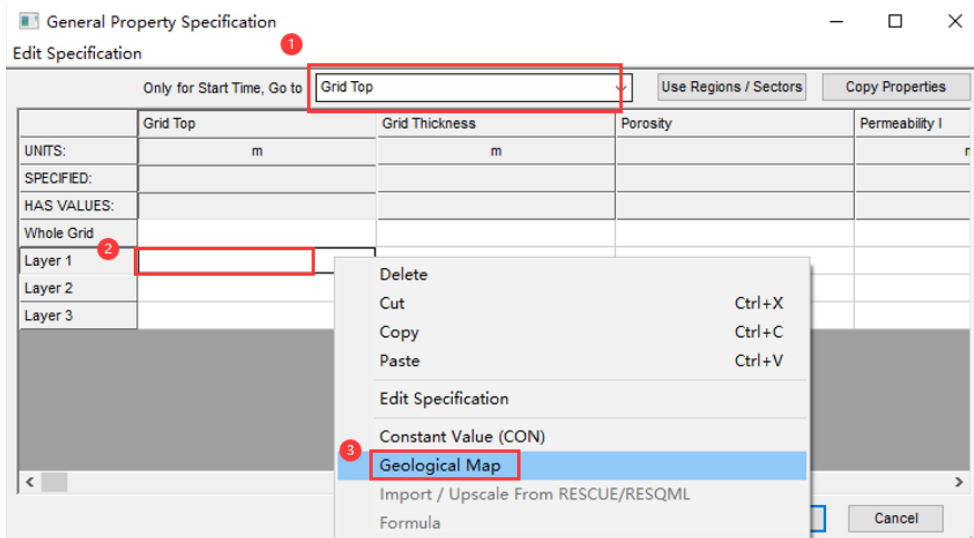 General Property Specification
1
Edit Specification
Only for Start Time, Go to Grid Top Use Regions / Sectors Copy Properties
Grid Top Grid Thickness Porosity Permeability I
UNITS: m m
SPECIFIED:
HAS VALUES:
Whole Grid
2
Layer 1
Layer 2
Layer 3
Delete
Cut Ctrl+X
Copy Ctrl+C
Paste Ctrl+V
Edit Specification
Constant Value (CON)
3
Geological Map
Import / Upscale From RESCUE/RESQML
Formula
Cancel